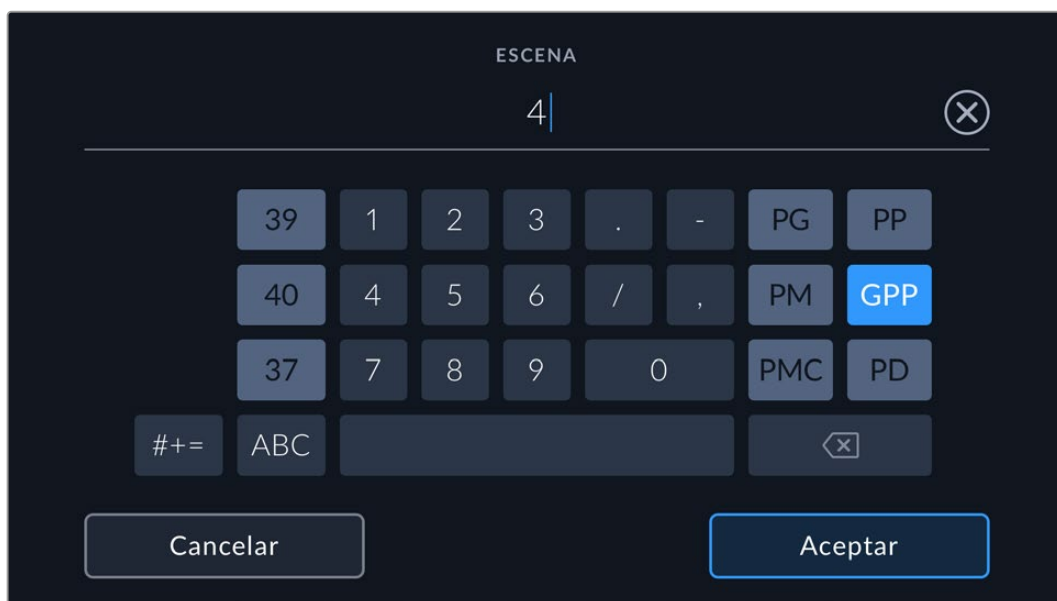 ESCENA
4
39 1 2 3 . - PG PP
40 4 5 6 / , PM GPP
37 7 8 9 0 PMC PD
#+= ABC
Cancelar Aceptar